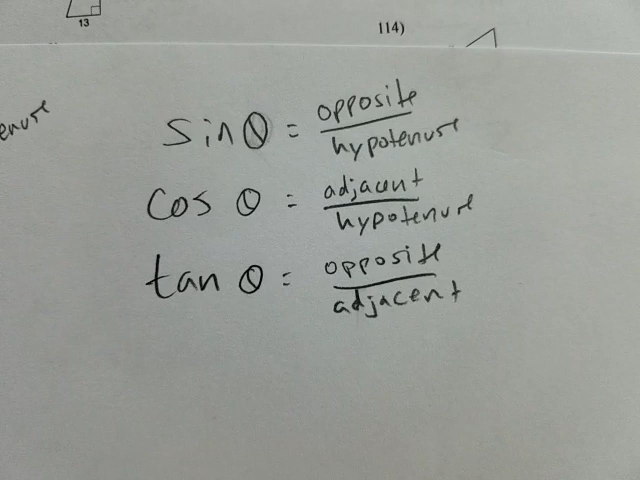 13
114)
enuse
sin θ = opposite
hypotenuse
cos θ = adjacent
hypotenuse
tan θ = opposite
adjacent